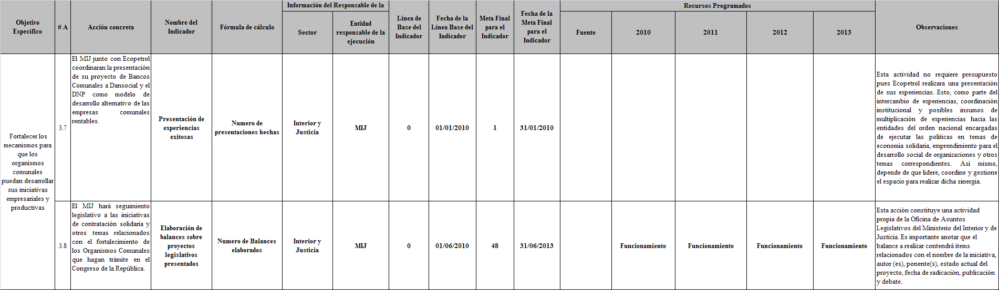 Información del Responsable de la
Recursos Programados
Objetivo
Específico
# A
Acción concreta
Nombre del
Indicador
Fórmula de cálculo
Sector
Entidad
responsable de la
ejecución
Línea de
Base del
Indicador
Fecha de la
Línea Base del
Indicador
Meta Final
para el
Indicador
Fecha de la
Meta Final
para el
Indicador
Fuente
2010
2011
2012
2013
Observaciones
Fortalecer los
mecanismos para
que los
organismos
comunales
puedan desarrollar
sus iniciativas
empresariales y
productivas
3.7
El MIJ junto con Ecopetrol
coordinaran la presentación
de su proyecto de Bancos
Comunales a Dansocial y el
DNP como modelo de
desarrollo alternativo de las
empresas comunales
rentables.
Presentación de
experiencias
exitosas
Numero de
presentaciones hechas
Interior y
Justicia
MIJ
0
01/01/2010
1
31/01/2010
Esta actividad no requiere presupuesto
pues Ecopetrol realizara una presentación
de sus experiencias. Esto, como parte del
intercambio de experiencias, coordinación
institucional y posibles insumos de
multiplicación de experiencias hacia las
entidades del orden nacional encargadas
de ejecutar las políticas en temas de
economía solidaria, emprendimiento para el
desarrollo social de organizaciones y otros
temas correspondientes. Así mismo,
depende de que lidere, coordine y gestione
el espacio para realizar dicha sinergia.
3.8
El MIJ hará seguimiento
legislativo a las iniciativas
de contratación solidaria y
otros temas relacionados
con el fortalecimiento de
los Organismos Comunales
que hagan trámite en el
Congreso de la República.
Elaboración de
balances sobre
proyectos
legislativos
presentados
Numero de Balances
elaborados
Interior y
Justicia
MIJ
0
01/06/2010
48
31/06/2013
Funcionamiento
Funcionamiento
Funcionamiento
Funcionamiento
Esta acción constituye una actividad
propia de la Oficina de Asuntos
Legislativos del Ministerio del Interior y de
Justicia. Es importante anotar que el
balance a realizar contendrá items
relacionados con el nombre de la iniciativa,
autor (es), ponente(s), estado actual del
proyecto, fecha de radicación, publicación
y debate.